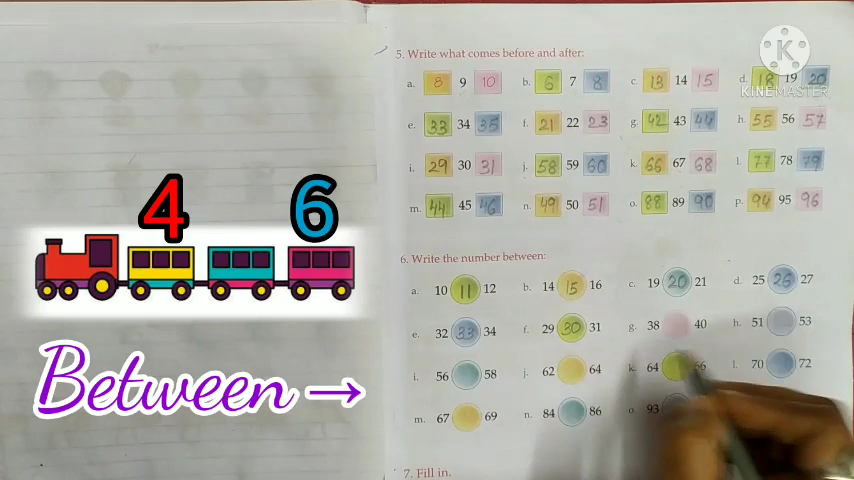 K
KINEMASTER
5. Write what comes before and after:
a. 8 9 10 b. 6 7 8 c. 13 14 15 d. 18 19 20
e. 33 34 35 f. 21 22 23 g. 42 43 44 h. 55 56 57
i. 29 30 31 j. 58 59 60 k. 66 67 68 l. 77 78 79
m. 44 45 46 n. 49 50 51 o. 88 89 90 p. 94 95 96
4 6
Between →
6. Write the number between:
a. 10 11 12 b. 14 15 16 c. 19 20 21 d. 25 26 27
e. 32 33 34 f. 29 30 31 g. 38 40 h. 51 53
i. 56 58 j. 62 64 k. 64 66 l. 70 72
m. 67 69 n. 84 86 o. 93
7. Fill in.